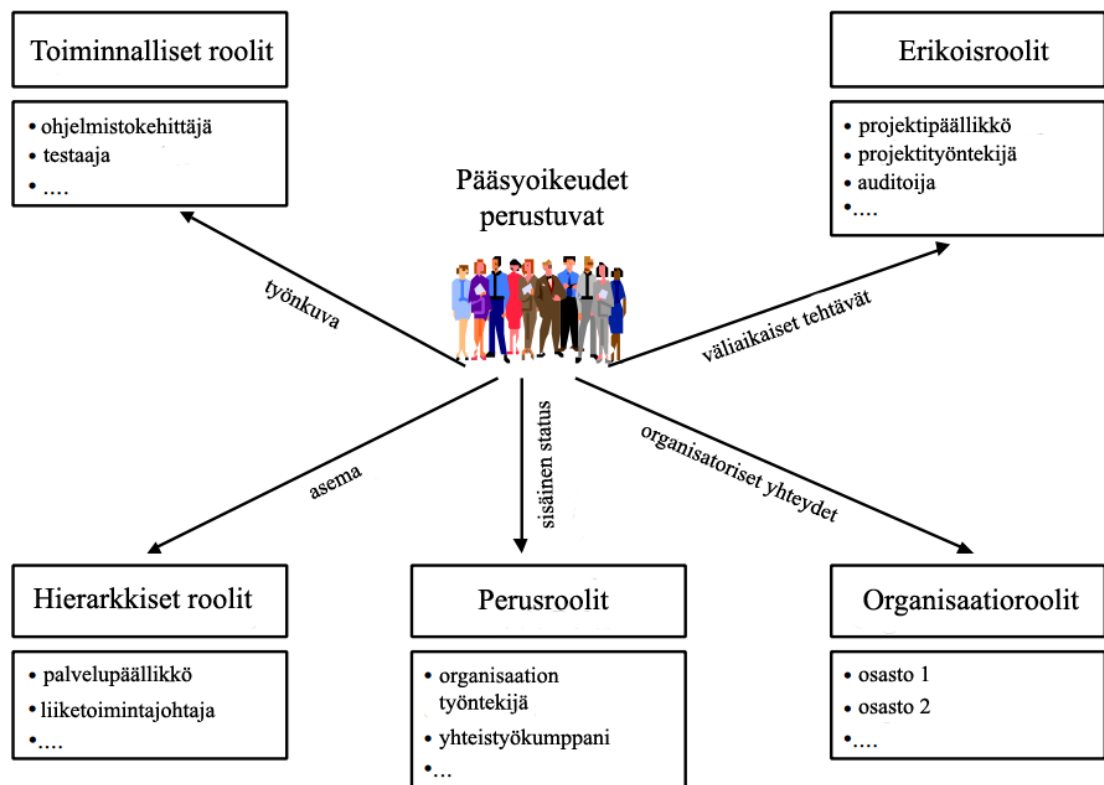 Toiminnalliset roolit
• ohjelmistokehittäjä
• testaaja
• ....
Erikoisroolit
• projektipäällikkö
• projektityöntekijä
• auditoija
•....
Pääsyoikeudet
perustuvat
työnkuva
väliaikaiset tehtävät
asema
sisäinen status
organisatoriset yhteydet
Hierarkkiset roolit
• palvelupäällikkö
• liiketoimintajohtaja
•....
Perusroolit
• organisaation
työntekijä
• yhteistyökumppani
•...
Organisaatioroolit
• osasto 1
• osasto 2
•....